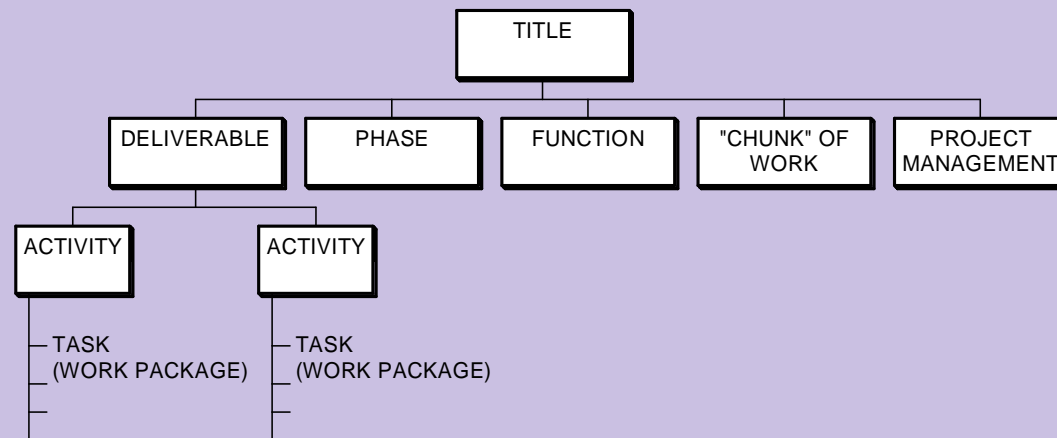 TITLE
DELIVERABLE
PHASE
FUNCTION
"CHUNK" OF
WORK
PROJECT
MANAGEMENT
ACTIVITY
ACTIVITY
TASK
(WORK PACKAGE)
TASK
(WORK PACKAGE)